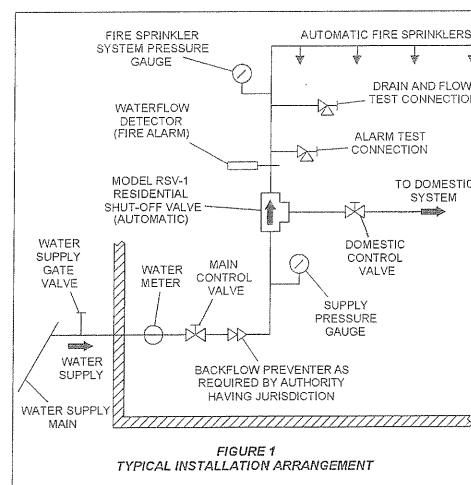 FIRE SPRINKLER
SYSTEM PRESSURE
GAUGE
AUTOMATIC FIRE SPRINKLERS
DRAIN AND FLOW
TEST CONNECTION
WATERFLOW
DETECTOR
(FIRE ALARM)
ALARM TEST
CONNECTION
MODEL RSV-1
RESIDENTIAL
SHUT-OFF VALVE
(AUTOMATIC)
TO DOMESTIC
SYSTEM
DOMESTIC
CONTROL
VALVE
WATER
SUPPLY
GATE
VALVE
WATER
METER
MAIN
CONTROL
VALVE
SUPPLY
PRESSURE
GAUGE
WATER
SUPPLY
BACKFLOW PREVENTER AS
REQUIRED BY AUTHORITY
HAVING JURISDICTION
WATER SUPPLY
MAIN
FIGURE 1
TYPICAL INSTALLATION ARRANGEMENT